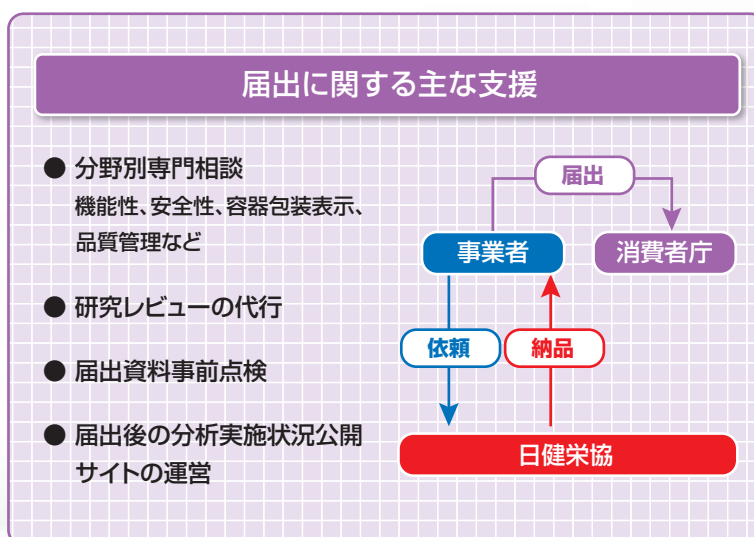 届出に関する主な支援
● 分野別専門相談
機能性、安全性、容器包装表示、
品質管理など
● 研究レビューの代行
● 届出資料事前点検
● 届出後の分析実施状況公開
サイトの運営
届出
事業者
消費者庁
依頼
納品
日健栄協